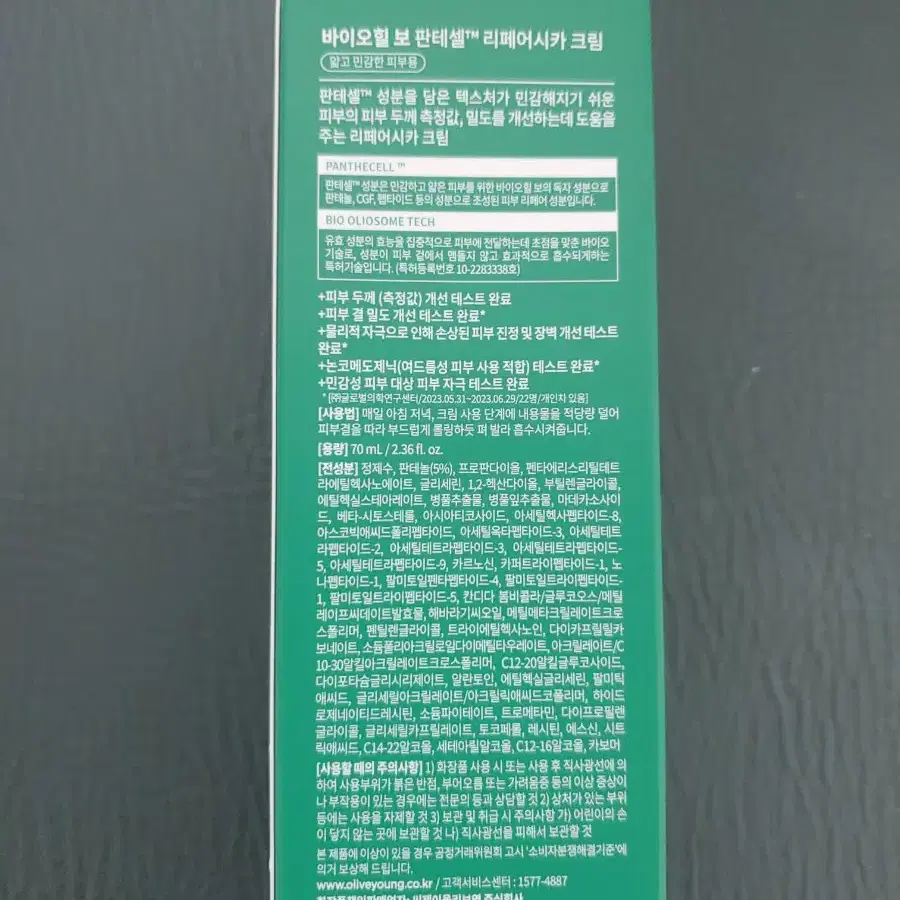 바이오힐 보 판테셀™ 리페어시카 크림
얇고 민감한 피부용
판테셀™ 성분을 담은 텍스처가 민감해지기 쉬운
피부의 피부 두께 측정값, 밀도를 개선하는데 도움을
주는 리페어시카 크림
PANTHECELL ™
판테셀™ 성분은 민감하고 얇은 피부를 위한 바이오힐 보의 독자 성분으로
판테놀, CGF, 펩타이드 등의 성분으로 조성된 피부 리페어 성분입니다.
BIO OLIOSOME TECH
유효 성분의 효능을 집중적으로 피부에 전달하는데 초점을 맞춘 바이오
기술로, 성분이 피부 겉에서 맴돌지 않고 효과적으로 흡수되게하는
특허기술입니다. (특허등록번호 10-2283338호)
+피부 두께 (측정값) 개선 테스트 완료
+피부 결 밀도 개선 테스트 완료*
+물리적 자극으로 인해 손상된 피부 진정 및 장벽 개선 테스트
완료*
+논코메도제닉(여드름성 피부 사용 적합) 테스트 완료*
+민감성 피부 대상 피부 자극 테스트 완료
* [㈜글로벌의학연구센터/2023.05.31~2023.06.29/22명/개인차 있음]
[사용법] 매일 아침 저녁, 크림 사용 단계에 내용물을 적당량 덜어
피부결을 따라 부드럽게 롤링하듯 펴 발라 흡수시켜줍니다.
[용량] 70 mL / 2.36 fl. oz.
[전성분] 정제수, 판테놀(5%), 프로판다이올, 펜타에리스리틸테트
라에틸헥사노에이트, 글리세린, 1,2-헥산다이올, 부틸렌글라이콜,
에틸헥실스테아레이트, 병풀추출물, 병풀잎추출물, 마데카소사이
드, 베타-시토스테롤, 아시아티코사이드, 아세틸헥사펩타이드-8,
아스코빅애씨드폴리펩타이드, 아세틸옥타펩타이드-3, 아세틸테트
라펩타이드-2, 아세틸테트라펩타이드-3, 아세틸테트라펩타이드-
5, 아세틸테트라펩타이드-9, 카르노신, 카퍼트라이펩타이드-1, 노
나펩타이드-1, 팔미토일펜타펩타이드-4, 팔미토일트라이펩타이드-
1, 팔미토일트라이펩타이드-5, 칸디다 봄비콜라/글루코오스/메틸
레이프씨데이트발효물, 해바라기씨오일, 메틸메타크릴레이트크로
스폴리머, 펜틸렌글라이콜, 트라이에틸헥사노인, 다이카프릴릴카
보네이트, 소듐폴리아크릴로일다이메틸타우레이트, 아크릴레이트/C
10-30알킬아크릴레이트크로스폴리머, C12-20알킬글루코사이드,
다이포타슘글리시리제이트, 알란토인, 에틸헥실글리세린, 팔미틱
애씨드, 글리세릴아크릴레이트/아크릴릭애씨드코폴리머, 하이드
로제네이티드레시틴, 소듐파이테이트, 트로메타민, 다이프로필렌
글라이콜, 글리세릴카프릴레이트, 토코페롤, 레시틴, 에스신, 시트
릭애씨드, C14-22알코올, 세테아릴알코올, C12-16알코올, 카보머
[사용할 때의 주의사항] 1) 화장품 사용 시 또는 사용 후 직사광선에 의
하여 사용부위가 붉은 반점, 부어오름 또는 가려움증 등의 이상 증상이
나 부작용이 있는 경우에는 전문의 등과 상담할 것 2) 상처가 있는 부위
등에는 사용을 자제할 것 3) 보관 및 취급 시 주의사항 가) 어린이의 손
이 닿지 않는 곳에 보관할 것 나) 직사광선을 피해서 보관할 것
본 제품에 이상이 있을 경우 공정거래위원회 고시 '소비자분쟁해결기준'에
의거 보상해 드립니다.
www.oliveyoung.co.kr / 고객서비스센터 : 1577-4887
화장품책임판매업자: 씨제이올리브영 주식회사